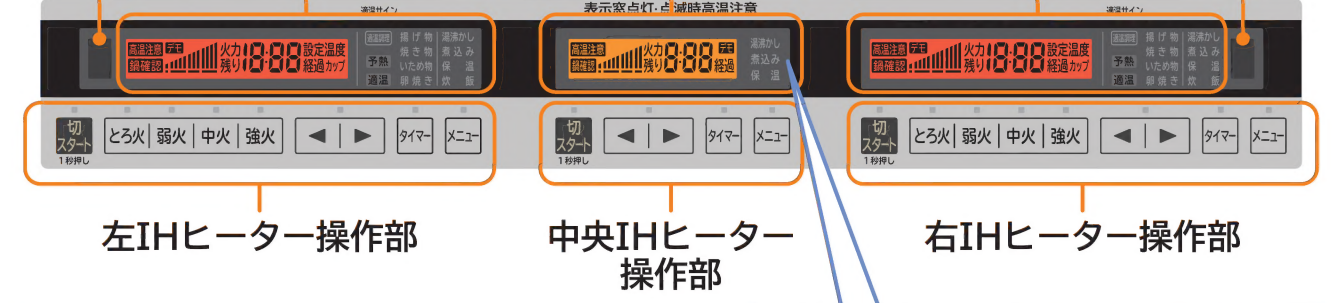 適温サイン
表示窓点灯・点滅時高温注意
適温サイン
高温注意 デモ 火力 18:88 設定温度
鍋確認 残り 経過カップ
適温調理 揚げ物 湯沸かし
予熱 焼き物 煮込み
いため物 保温
適温 卵焼き 炊飯
高温注意 火力 18:88 デモ
鍋確認 残り 経過
湯沸かし
煮込み
保温
高温注意 デモ 火力 18:88 設定温度
鍋確認 残り 経過カップ
適温調理 揚げ物 湯沸かし
予熱 焼き物 煮込み
いため物 保温
適温 卵焼き 炊飯
切
スタート
1秒押し
とろ火 弱火 中火 強火 ◀ ▶ タイマー メニュー
切
スタート
1秒押し
◀ ▶ タイマー メニュー
切
スタート
1秒押し
とろ火 弱火 中火 強火 ◀ ▶ タイマー メニュー
左IHヒーター操作部
中央IHヒーター
操作部
右IHヒーター操作部